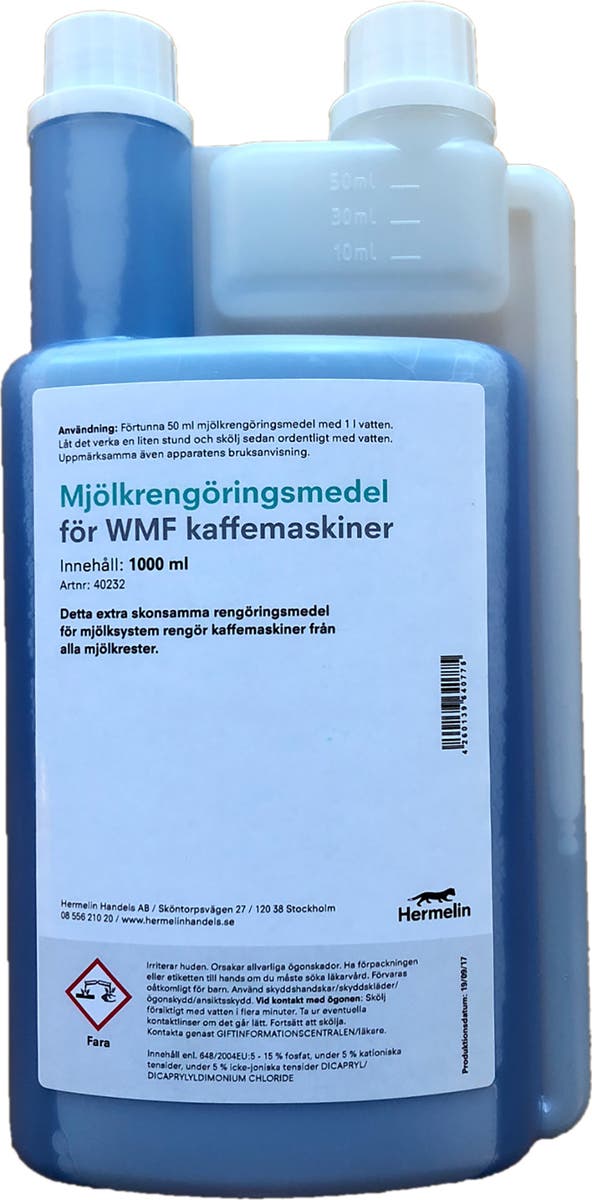 50ml
30ml
10ml
Användning: Förtunna 50 ml mjölkrengöringsmedel med 1 l vatten.
Låt det verka en liten stund och skölj sedan ordentligt med vatten.
Uppmärksamma även apparatens bruksanvisning.
Mjölkrengöringsmedel
för WMF kaffemaskiner
Innehåll: 1000 ml
Artnr: 40232
Detta extra skonsamma rengöringsmedel
för mjölksystem rengör kaffemaskiner från
alla mjölkrester.
4 260139 640776
Hermelin Handels AB / Sköntorpsvägen 27 / 120 38 Stockholm
08 556 210 20 / www.hermelinhandels.se
Hermelin
Irriterar huden. Orsakar allvarliga ögonskador. Ha förpackningen
eller etiketten till hands om du måste söka läkarvård. Förvaras
oåtkomligt för barn. Använd skyddshandskar/skyddskläder/
ögonskydd/ansiktsskydd. Vid kontakt med ögonen: Skölj
försiktigt med vatten i flera minuter. Ta ur eventuella
kontaktlinser om det går lätt. Fortsätt att skölja.
Kontakta genast GIFTINFORMATIONSCENTRALEN/läkare.
Fara
Innehåll enl. 648/2004EU:5 - 15 % fosfat, under 5 % kationiska
tensider, under 5 % icke-joniska tensider DICAPRYL/
DICAPRYLYLDIMONIUM CHLORIDE
Produktionsdatum: 19/09/17